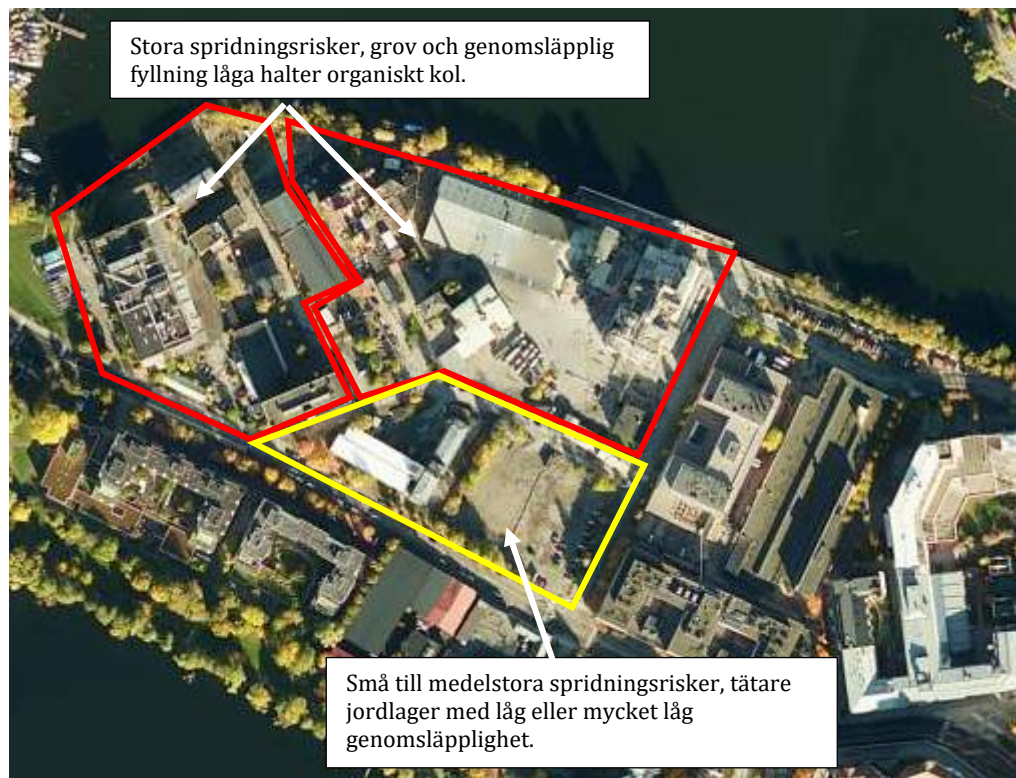 Stora spridningsrisker, grov och genomsläpplig
fyllning låga halter organiskt kol.
Små till medelstora spridningsrisker, tätare
jordlager med låg eller mycket låg
genomsläpplighet.